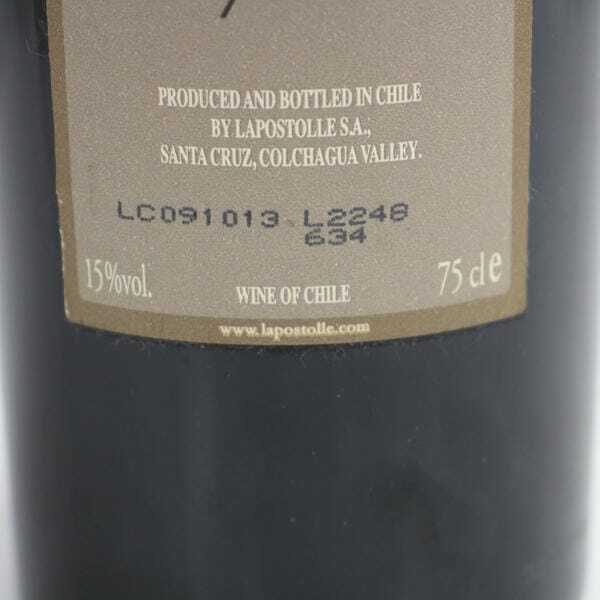 PRODUCED AND BOTTLED IN CHILE
BY LAPOSTOLLE S.A.,
SANTA CRUZ, COLCHAGUA VALLEY.
LC091013 L2248
634
15%vol. WINE OF CHILE 75 cl e
www.lapostolle.com